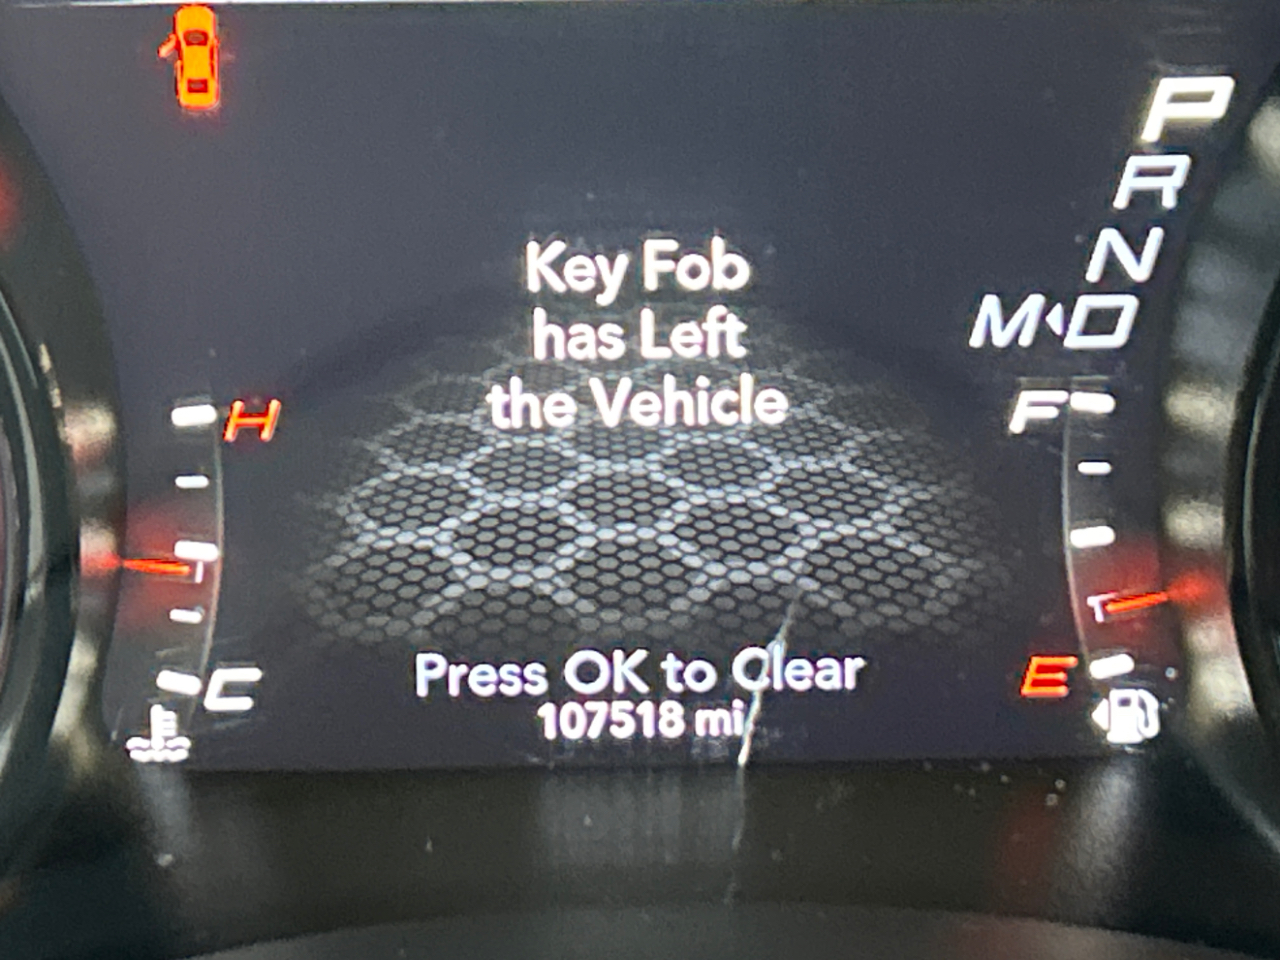 P
R
N
M D
Key Fob
has Left
the Vehicle
H
F
C
E
Press OK to Clear
107518 mi